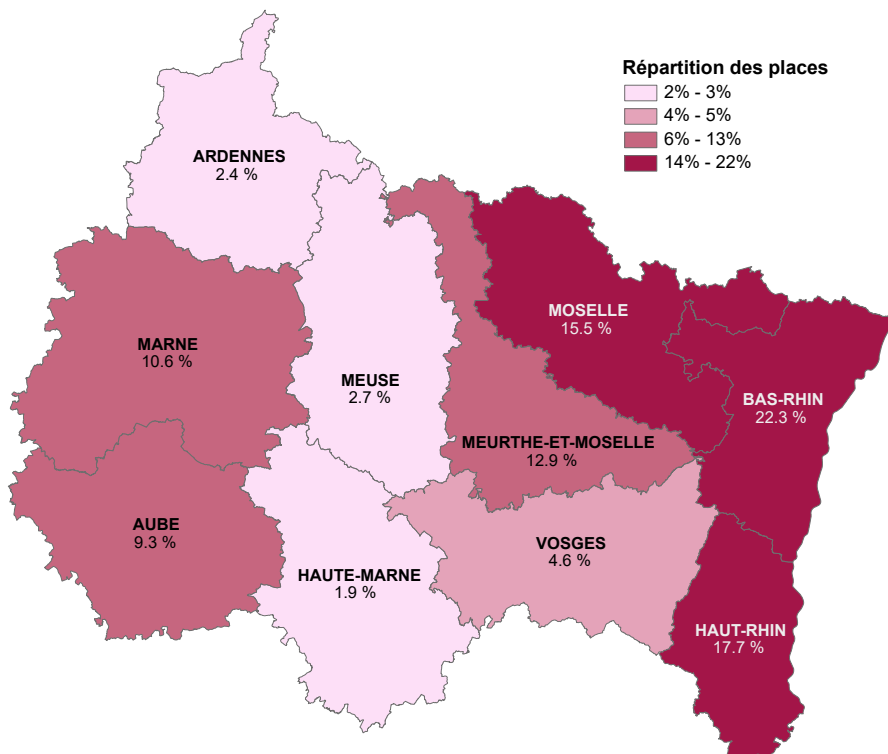 Répartition des places
2% - 3%
4% - 5%
6% - 13%
14% - 22%
ARDENNES
2.4 %
MOSELLE
15.5 %
MARNE
10.6 %
MEUSE
2.7 %
BAS-RHIN
22.3 %
MEURTHE-ET-MOSELLE
12.9 %
AUBE
9.3 %
VOSGES
4.6 %
HAUTE-MARNE
1.9 %
HAUT-RHIN
17.7 %